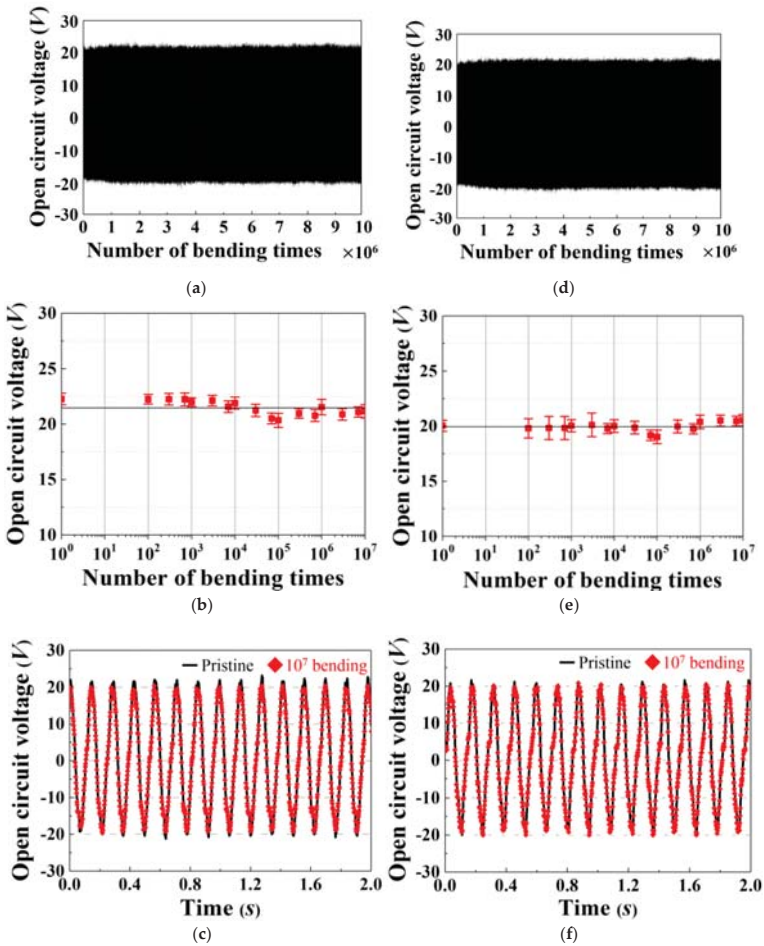 30
20
10
0
-10
-20
-30
Open circuit voltage (V)
0 1 2 3 4 5 6 7 8 9 10
Number of bending times ×10⁶
(a)
30
20
10
0
-10
-20
-30
Open circuit voltage (V)
0 1 2 3 4 5 6 7 8 9 10
Number of bending times ×10⁶
(d)
30
25
20
15
10
Open circuit voltage (V)
10⁰ 10¹ 10² 10³ 10⁴ 10⁵ 10⁶ 10⁷
Number of bending times
(b)
30
25
20
15
10
Open circuit voltage (V)
10⁰ 10¹ 10² 10³ 10⁴ 10⁵ 10⁶ 10⁷
Number of bending times
(e)
30
20
10
0
-10
-20
-30
Open circuit voltage (V)
Pristine 10⁷ bending
0.0 0.4 0.8 1.2 1.6 2.0
Time (s)
(c)
30
20
10
0
-10
-20
-30
Open circuit voltage (V)
Pristine 10⁷ bending
0.0 0.4 0.8 1.2 1.6 2.0
Time (s)
(f)